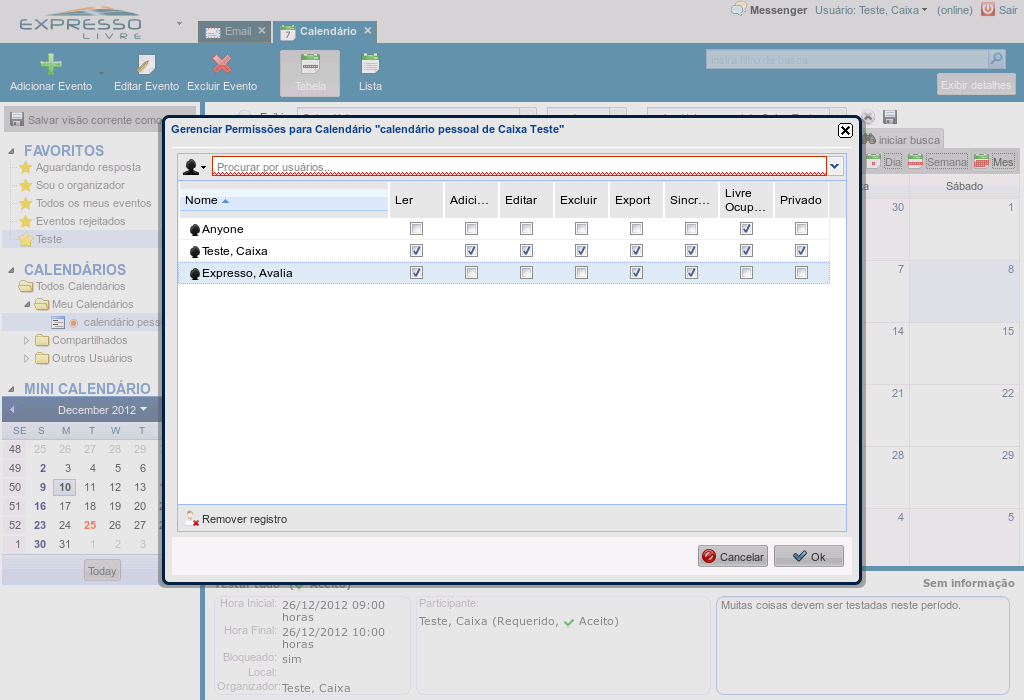 EXPRESSO
LIVRE
Email
7 Calendário
Messenger
Usuário: Teste, Caixa
(online)
Sair
Adicionar Evento
Editar Evento
Excluir Evento
Tabela
Lista
Insira filtro de busca
Exibir detalhes
Salvar visão corrente como
FAVORITOS
Aguardando resposta
Sou o organizador
Todos os meus eventos
Eventos rejeitados
Teste
CALENDÁRIOS
Todos Calendários
Meu Calendários
calendário pess
Compartilhados
Outros Usuários
MINI CALENDÁRIO
December 2012
SE S M T W T
48 25 26 27 28 29
49 2 3 4 5 6
50 9 10 11 12 13
51 16 17 18 19 20
52 23 24 25 26 27
1 30 31 1 2 3
Today
Gerenciar Permissões para Calendário "calendário pessoal de Caixa Teste"
Procurar por usuários...
Nome Ler Adici... Editar Excluir Export Sincr... Livre Ocup... Privado
Anyone
Teste, Caixa
Expresso, Avalia
Remover registro
Cancelar
Ok
iniciar busca
Dia Semana Mes
Sábado
30 1
7 8
14 15
21 22
28 29
4 5
Testar tudo (Aceito)
Sem informação
Hora Inicial: 26/12/2012 09:00
horas
Hora Final: 26/12/2012 10:00
horas
Bloqueado: sim
Local:
Organizador: Teste, Caixa
Participante:
Teste, Caixa (Requerido, Aceito)
Muitas coisas devem ser testadas neste período.